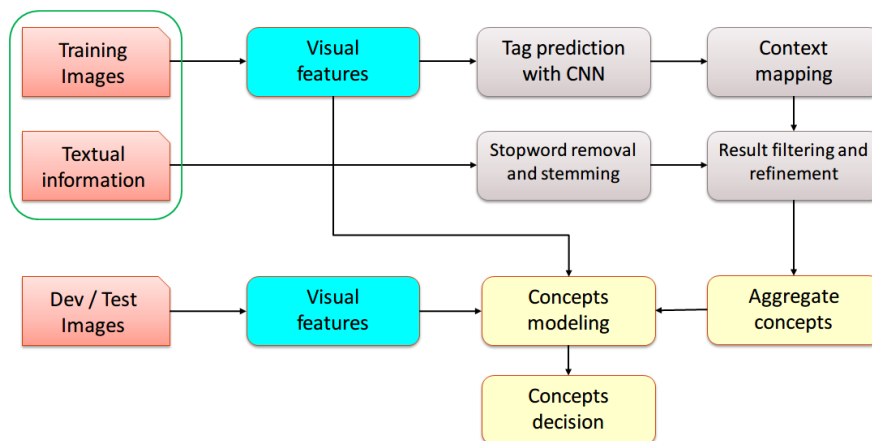 Training
Images
Visual
features
Tag prediction
with CNN
Context
mapping
Textual
information
Stopword removal
and stemming
Result filtering and
refinement
Dev / Test
Images
Visual
features
Concepts
modeling
Aggregate
concepts
Concepts
decision